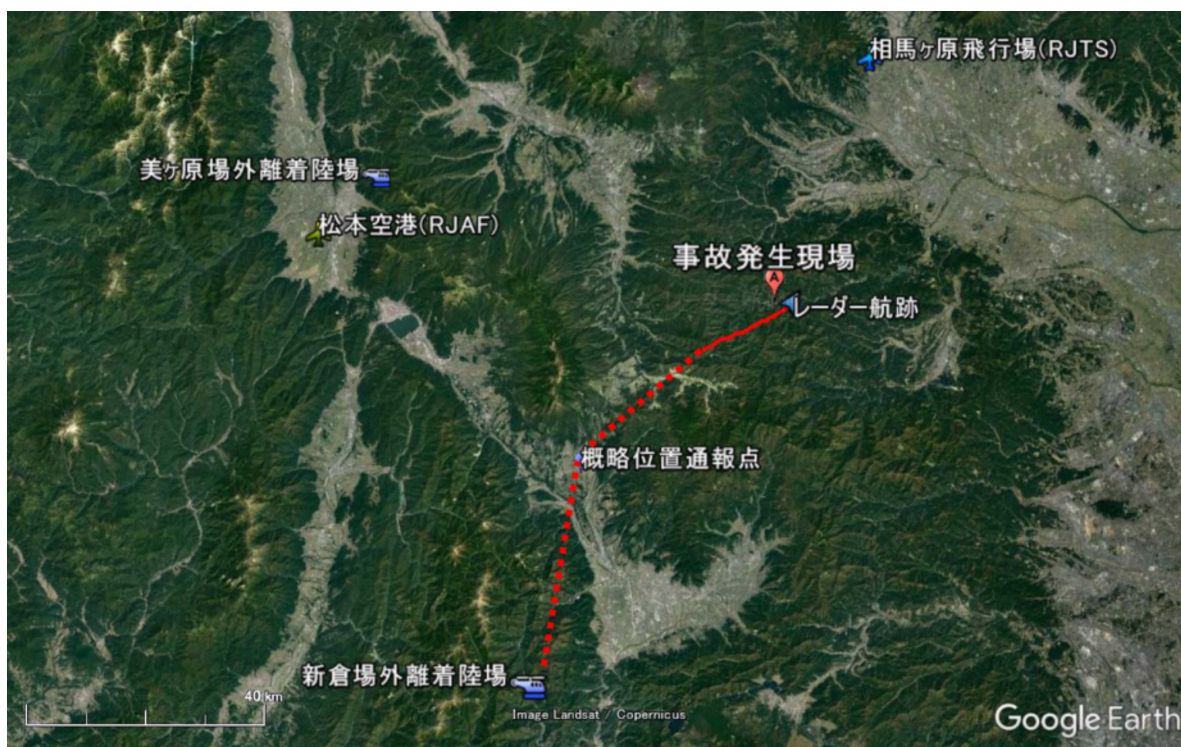 相馬ヶ原飛行場(RJTS)
美ヶ原場外離着陸場
松本空港(RJAF)
事故発生現場
A
レーダー航跡
概略位置通報点
新倉場外離着陸場
40 km
Image Landsat / Copernicus
Google Earth